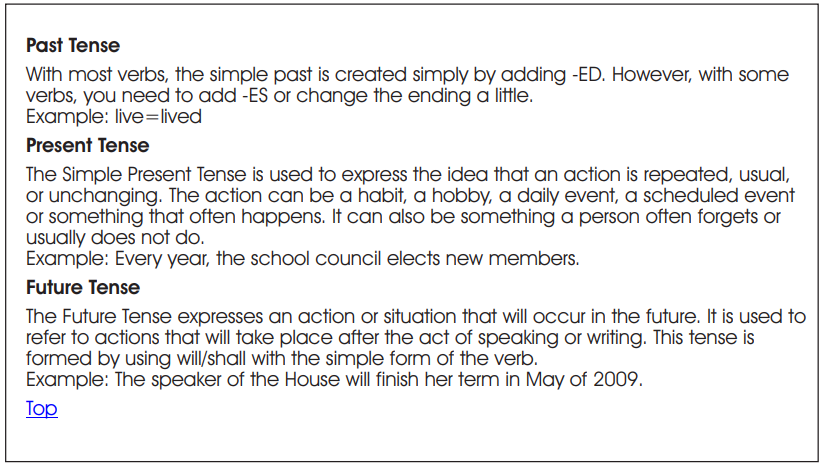 Past Tense
With most verbs, the simple past is created simply by adding -ED. However, with some
verbs, you need to add -ES or change the ending a little.
Example: live=lived
Present Tense
The Simple Present Tense is used to express the idea that an action is repeated, usual,
or unchanging. The action can be a habit, a hobby, a daily event, a scheduled event
or something that often happens. It can also be something a person often forgets or
usually does not do.
Example: Every year, the school council elects new members.
Future Tense
The Future Tense expresses an action or situation that will occur in the future. It is used to
refer to actions that will take place after the act of speaking or writing. This tense is
formed by using will/shall with the simple form of the verb.
Example: The speaker of the House will finish her term in May of 2009.
Top